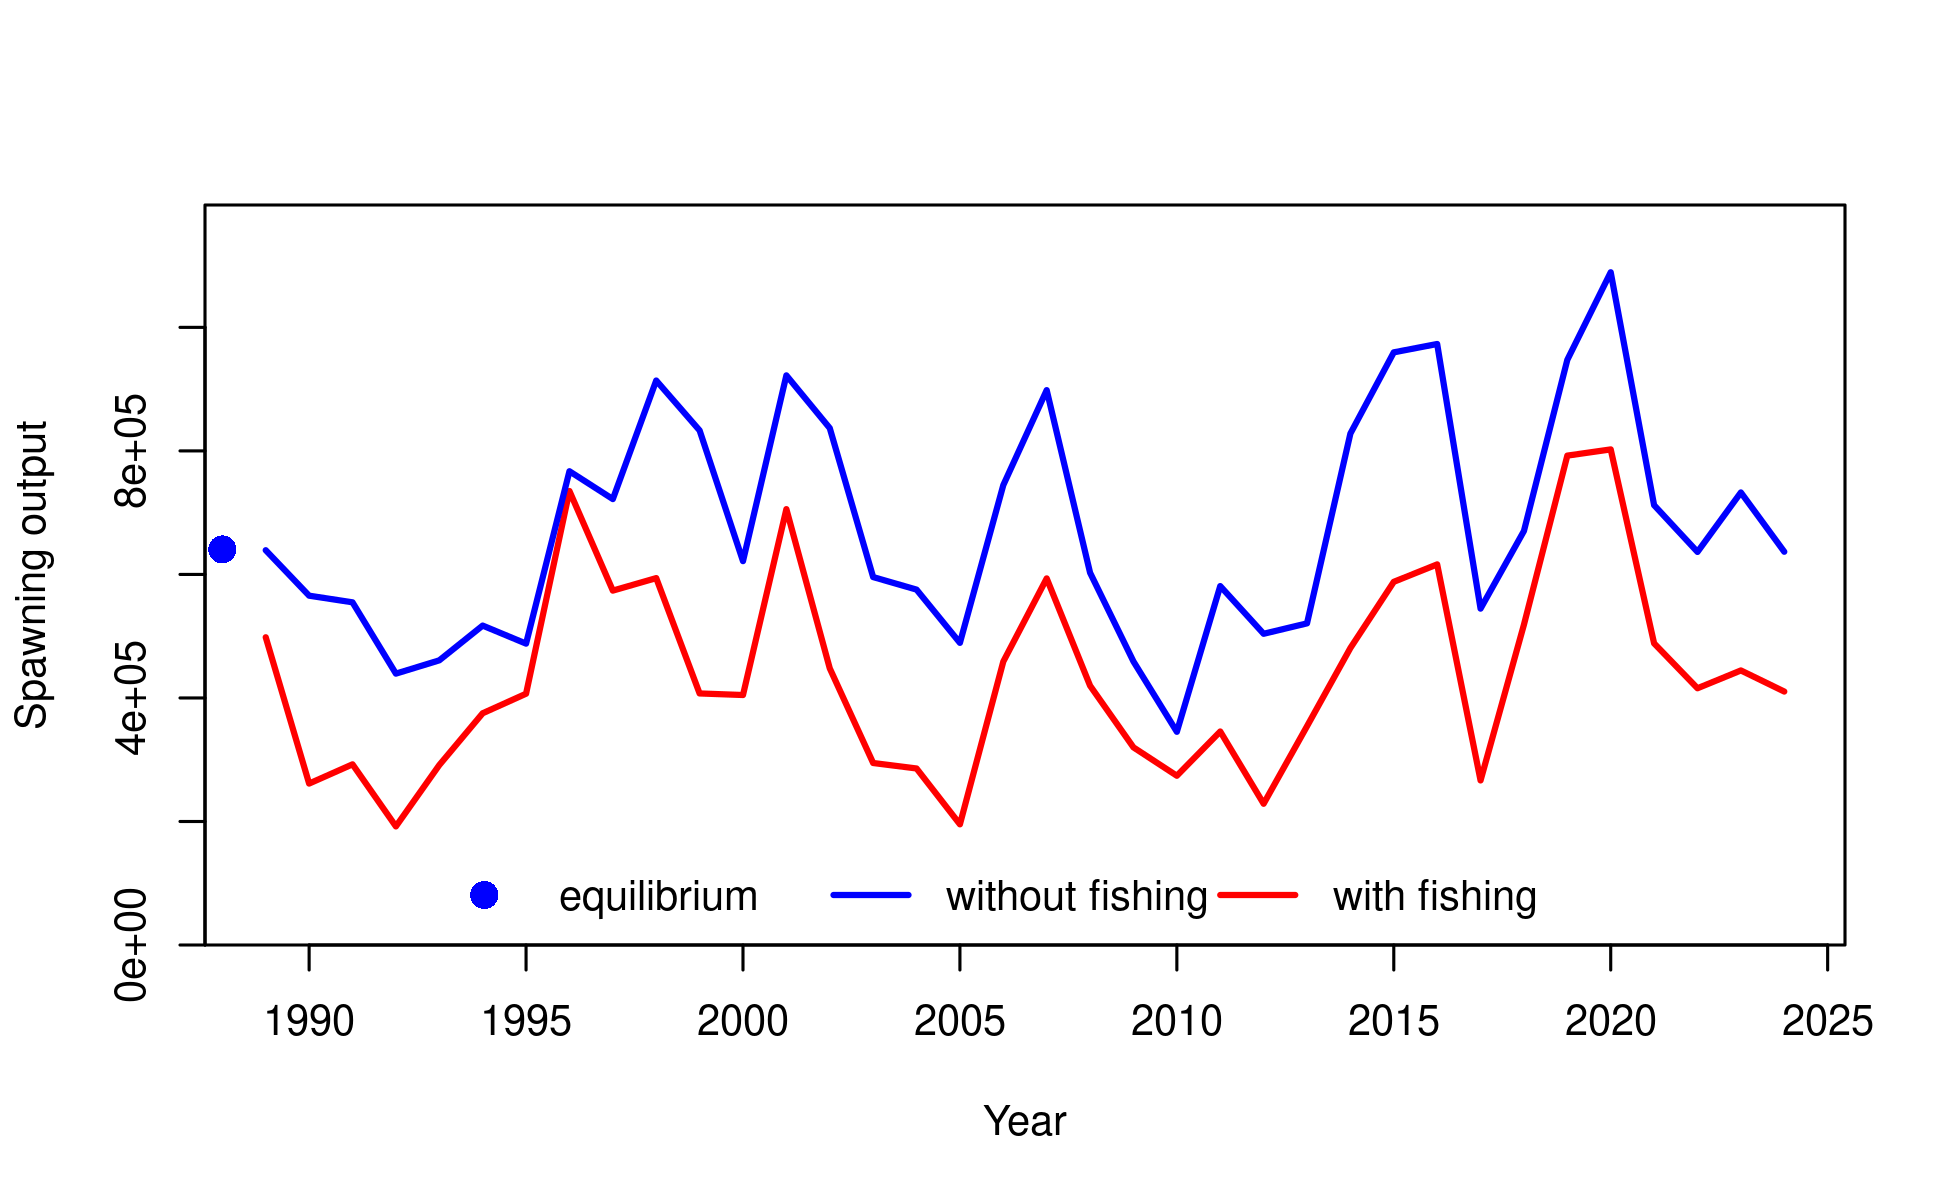 Spawning output
8e+05
4e+05
0e+00
equilibrium without fishing with fishing
1990 1995 2000 2005 2010 2015 2020 2025
Year